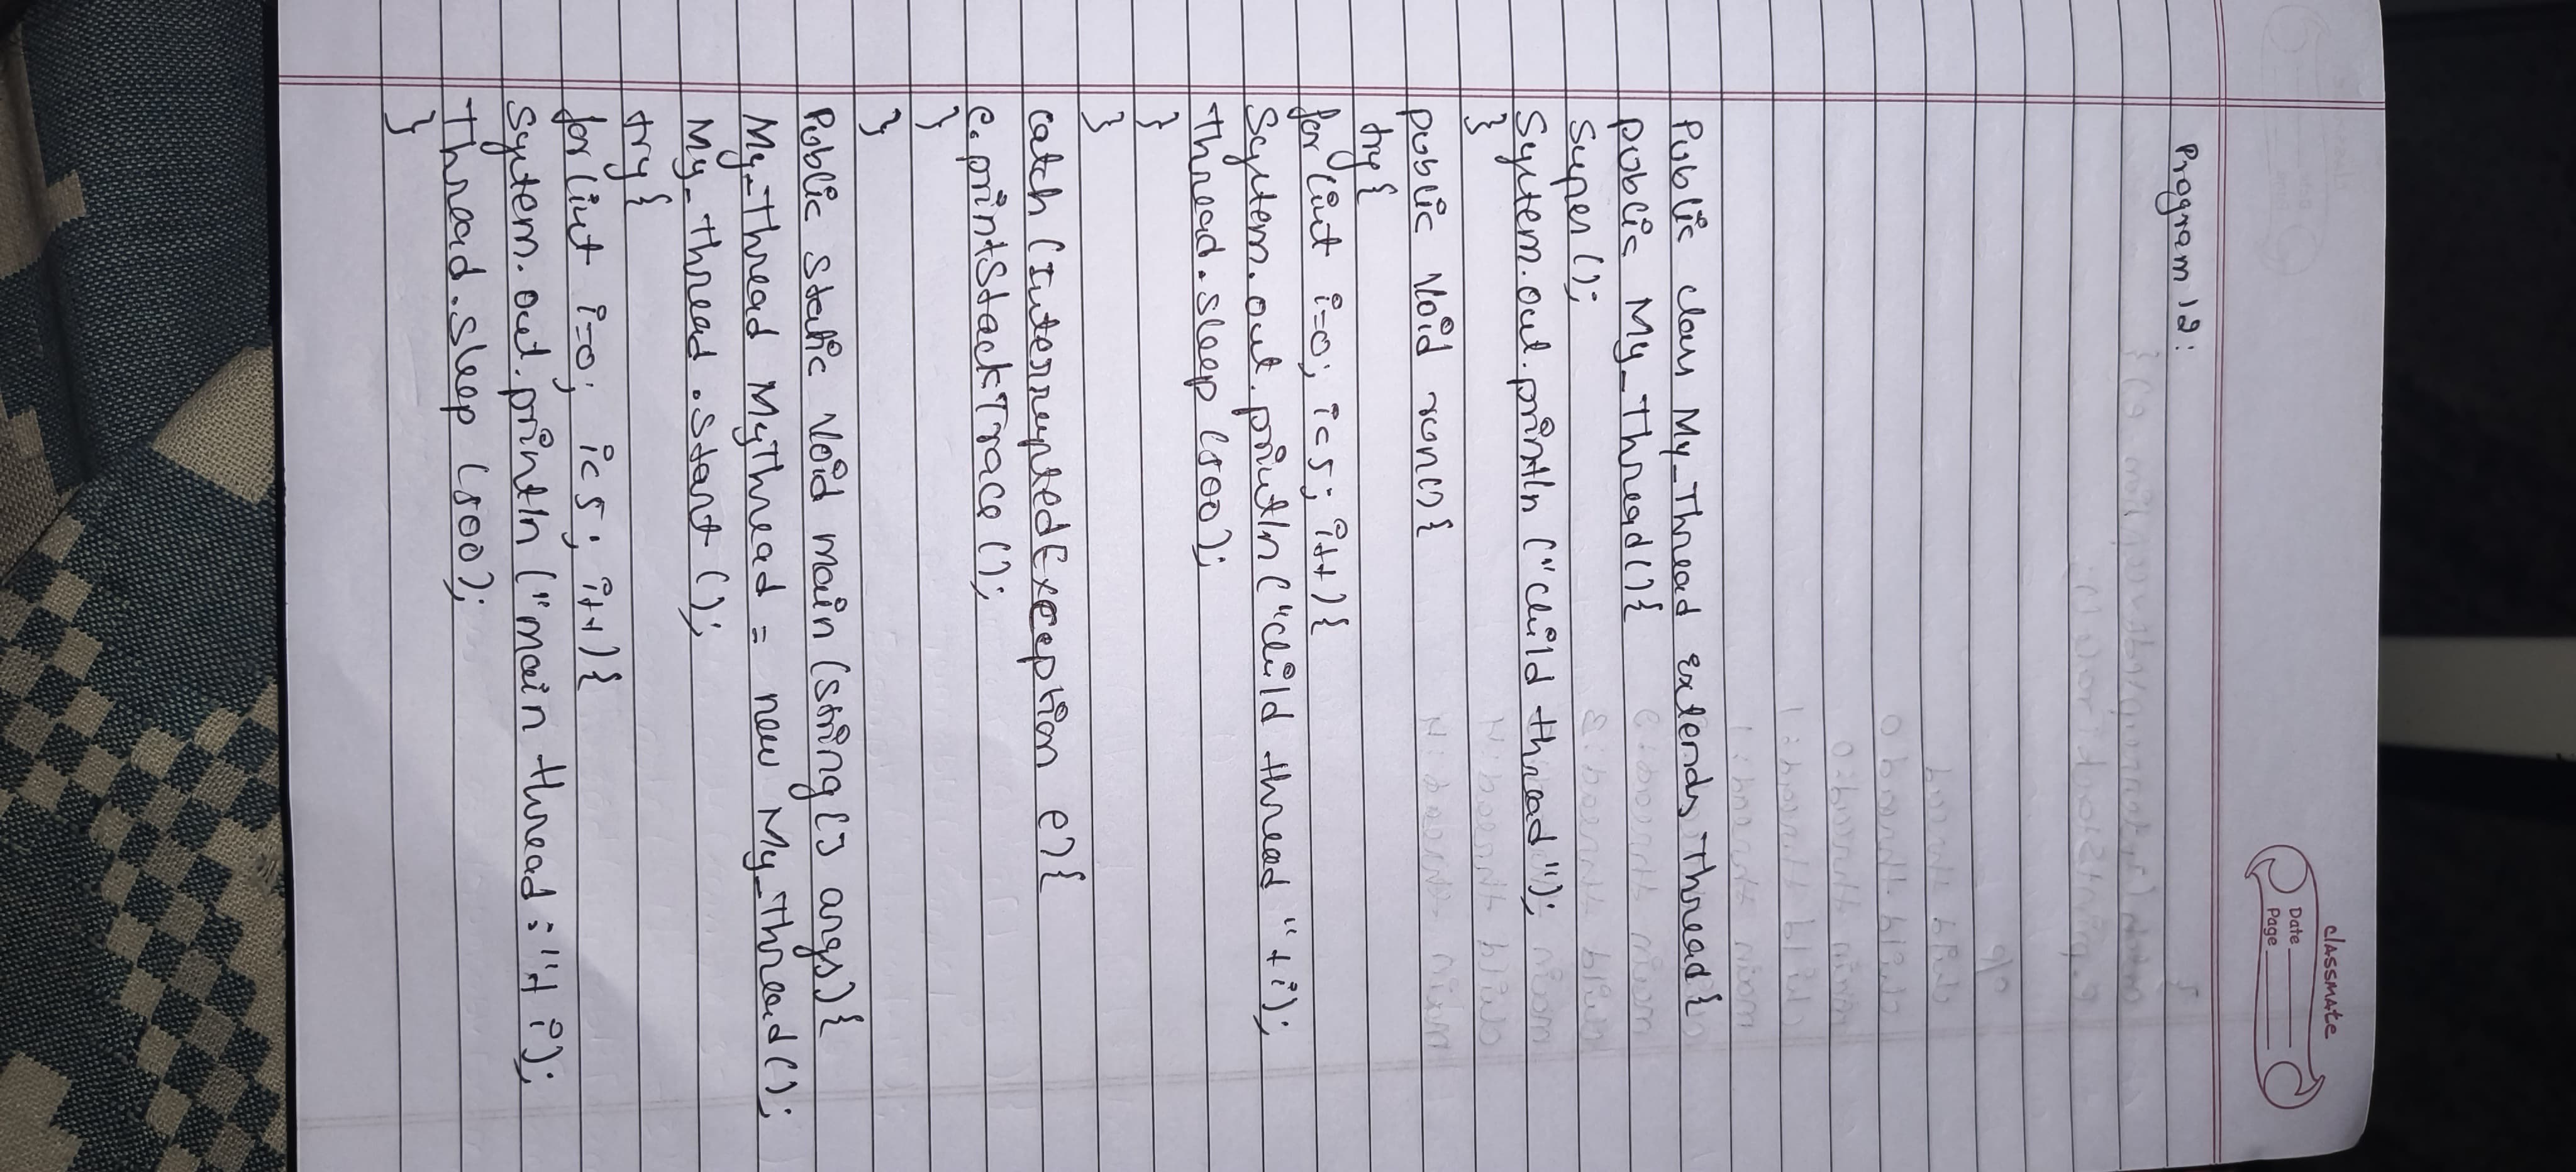 classmate
Date
Page
Program 12:
Public class My_Thread extends Thread{
public My_Thread(){
Super();
System.out.println ("child thread");
}
public void run(){
try{
for (int i=0; i<5; i++){
System.out.println("child thread "+i);
Thread.sleep (500);
}
}
catch (InterruptedException e){
e.printStackTrace ();
}
}
Public static void main (string[] args){
My_Thread MyThread = new My_Thread();
My_Thread.start ();
try{
for (int i=0; i<5; i++){
System.out.println ("main thread :"+ i);
Thread.sleep (500);
}